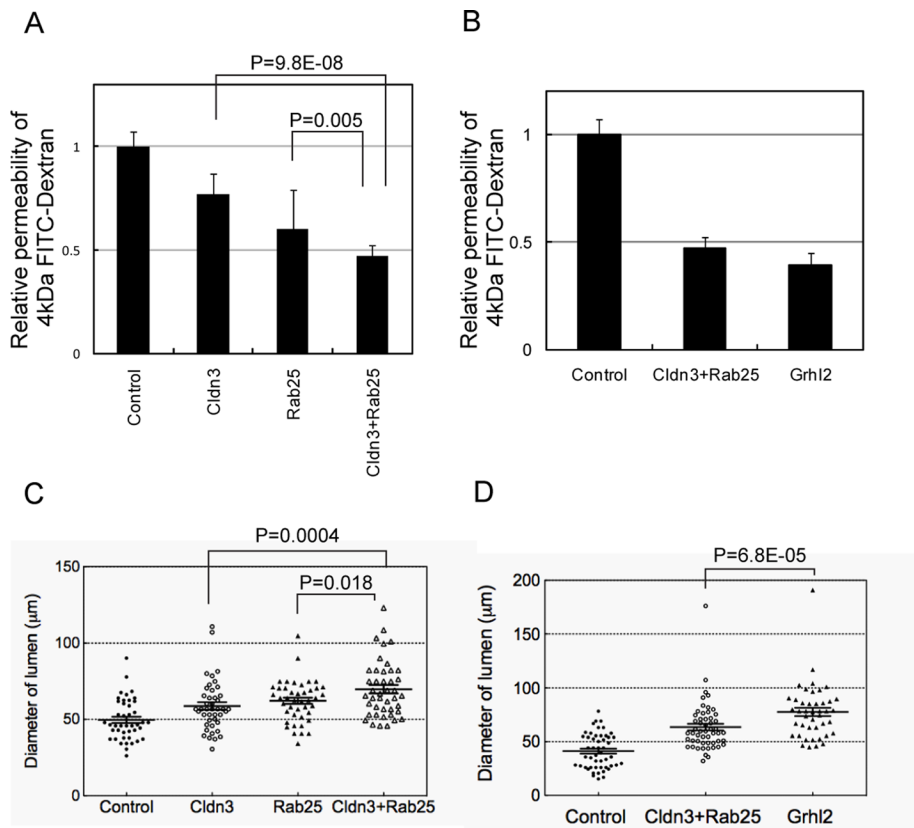 A
P=9.8E-08
P=0.005
Relative permeability of
4kDa FITC-Dextran
1
0.5
0
Control
Cldn3
Rab25
Cldn3+Rab25
B
Relative permeability of
4kDa FITC-Dextran
1
0.5
0
Control
Cldn3+Rab25
Grhl2
C
P=0.0004
P=0.018
Diameter of lumen (μm)
150
100
50
0
Control
Cldn3
Rab25
Cldn3+Rab25
D
P=6.8E-05
Diameter of lumen (μm)
200
150
100
50
0
Control
Cldn3+Rab25
Grhl2